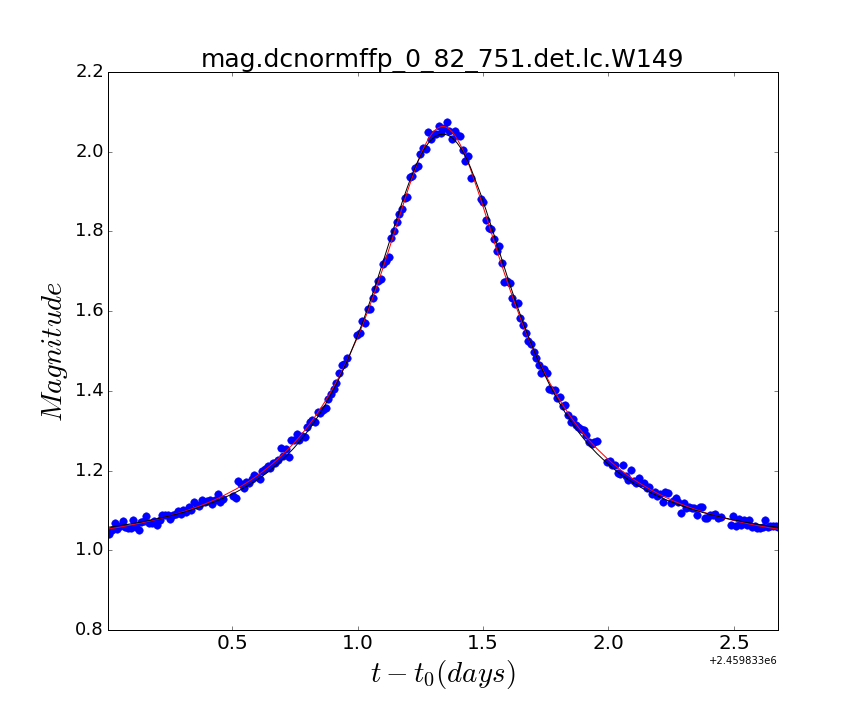 mag.dcnormffp_0_82_751.det.lc.W149
2.2
2.0
1.8
1.6
1.4
1.2
1.0
0.8
Magnitude
0.5 1.0 1.5 2.0 2.5
+2.459833e6
t − t₀(days)